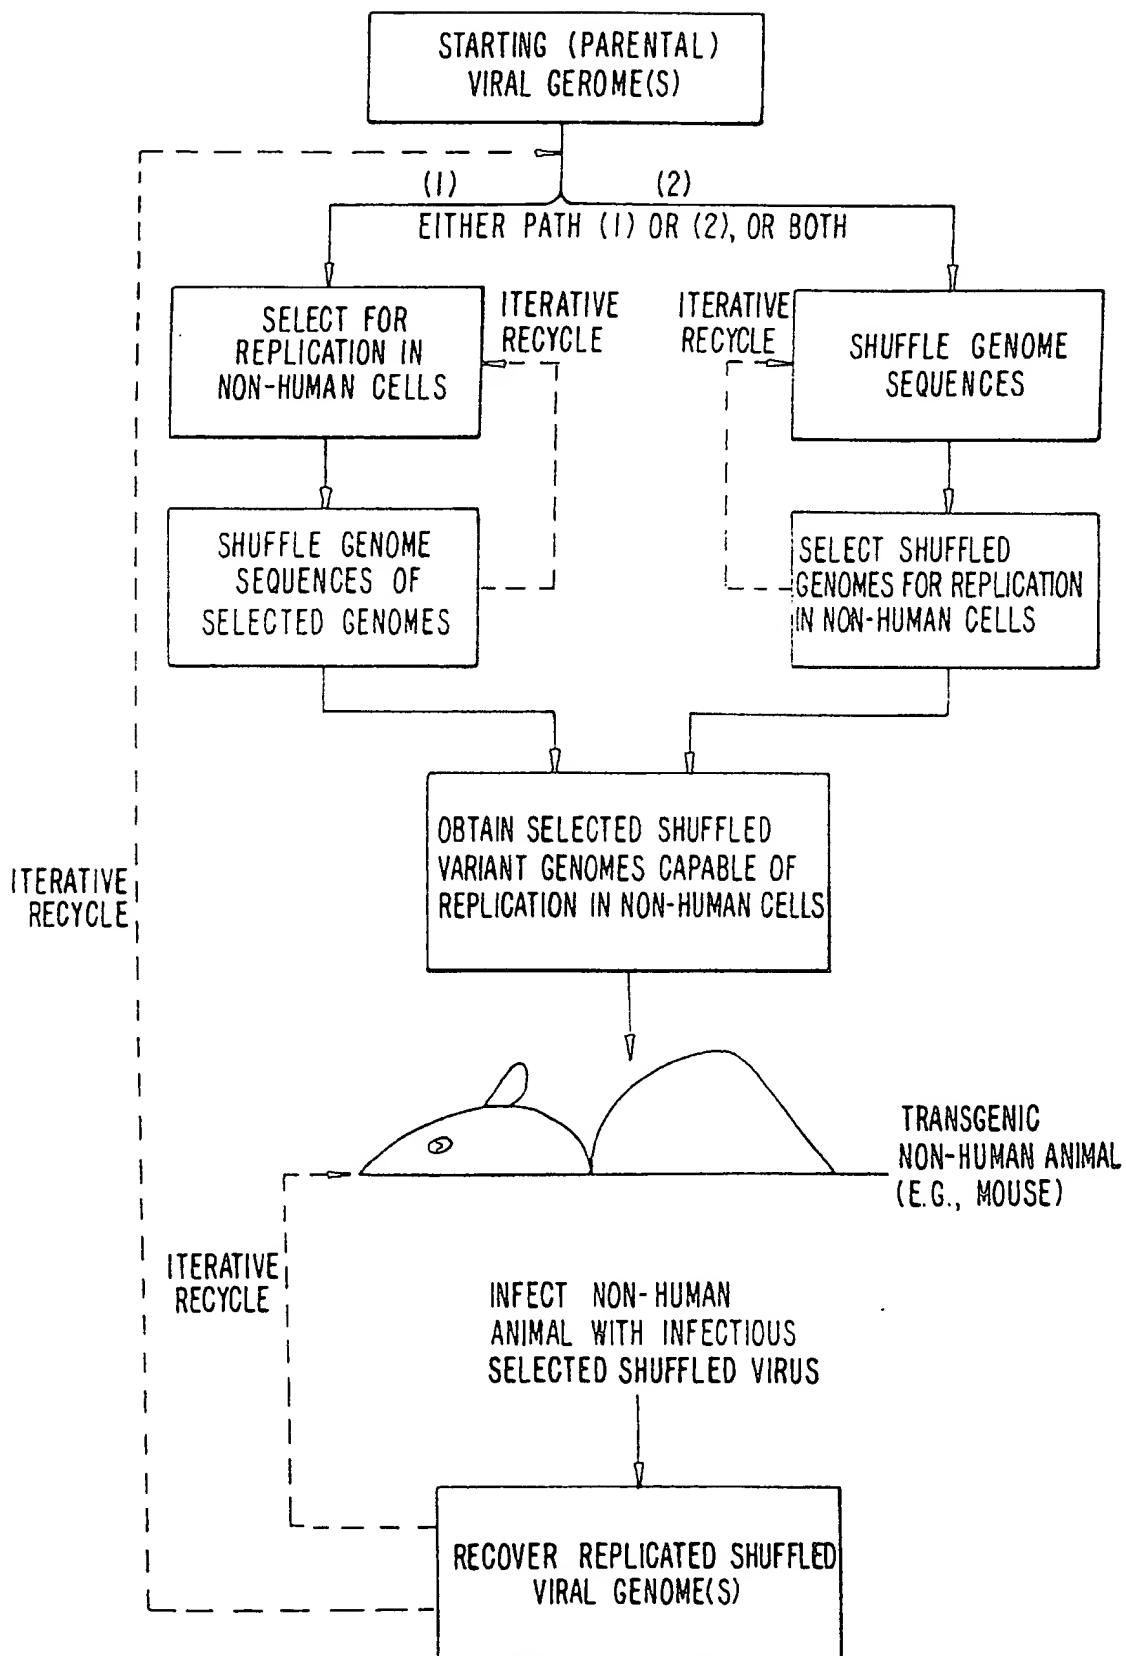 STARTING (PARENTAL)
VIRAL GEROME(S)
(1)
(2)
EITHER PATH (1) OR (2), OR BOTH
SELECT FOR
REPLICATION IN
NON-HUMAN CELLS
ITERATIVE
RECYCLE
ITERATIVE
RECYCLE
SHUFFLE GENOME
SEQUENCES
SHUFFLE GENOME
SEQUENCES OF
SELECTED GENOMES
SELECT SHUFFLED
GENOMES FOR REPLICATION
IN NON-HUMAN CELLS
OBTAIN SELECTED SHUFFLED
VARIANT GENOMES CAPABLE OF
REPLICATION IN NON-HUMAN CELLS
ITERATIVE
RECYCLE
TRANSGENIC
NON-HUMAN ANIMAL
(E.G., MOUSE)
ITERATIVE
RECYCLE
INFECT NON-HUMAN
ANIMAL WITH INFECTIOUS
SELECTED SHUFFLED VIRUS
RECOVER REPLICATED SHUFFLED
VIRAL GENOME(S)